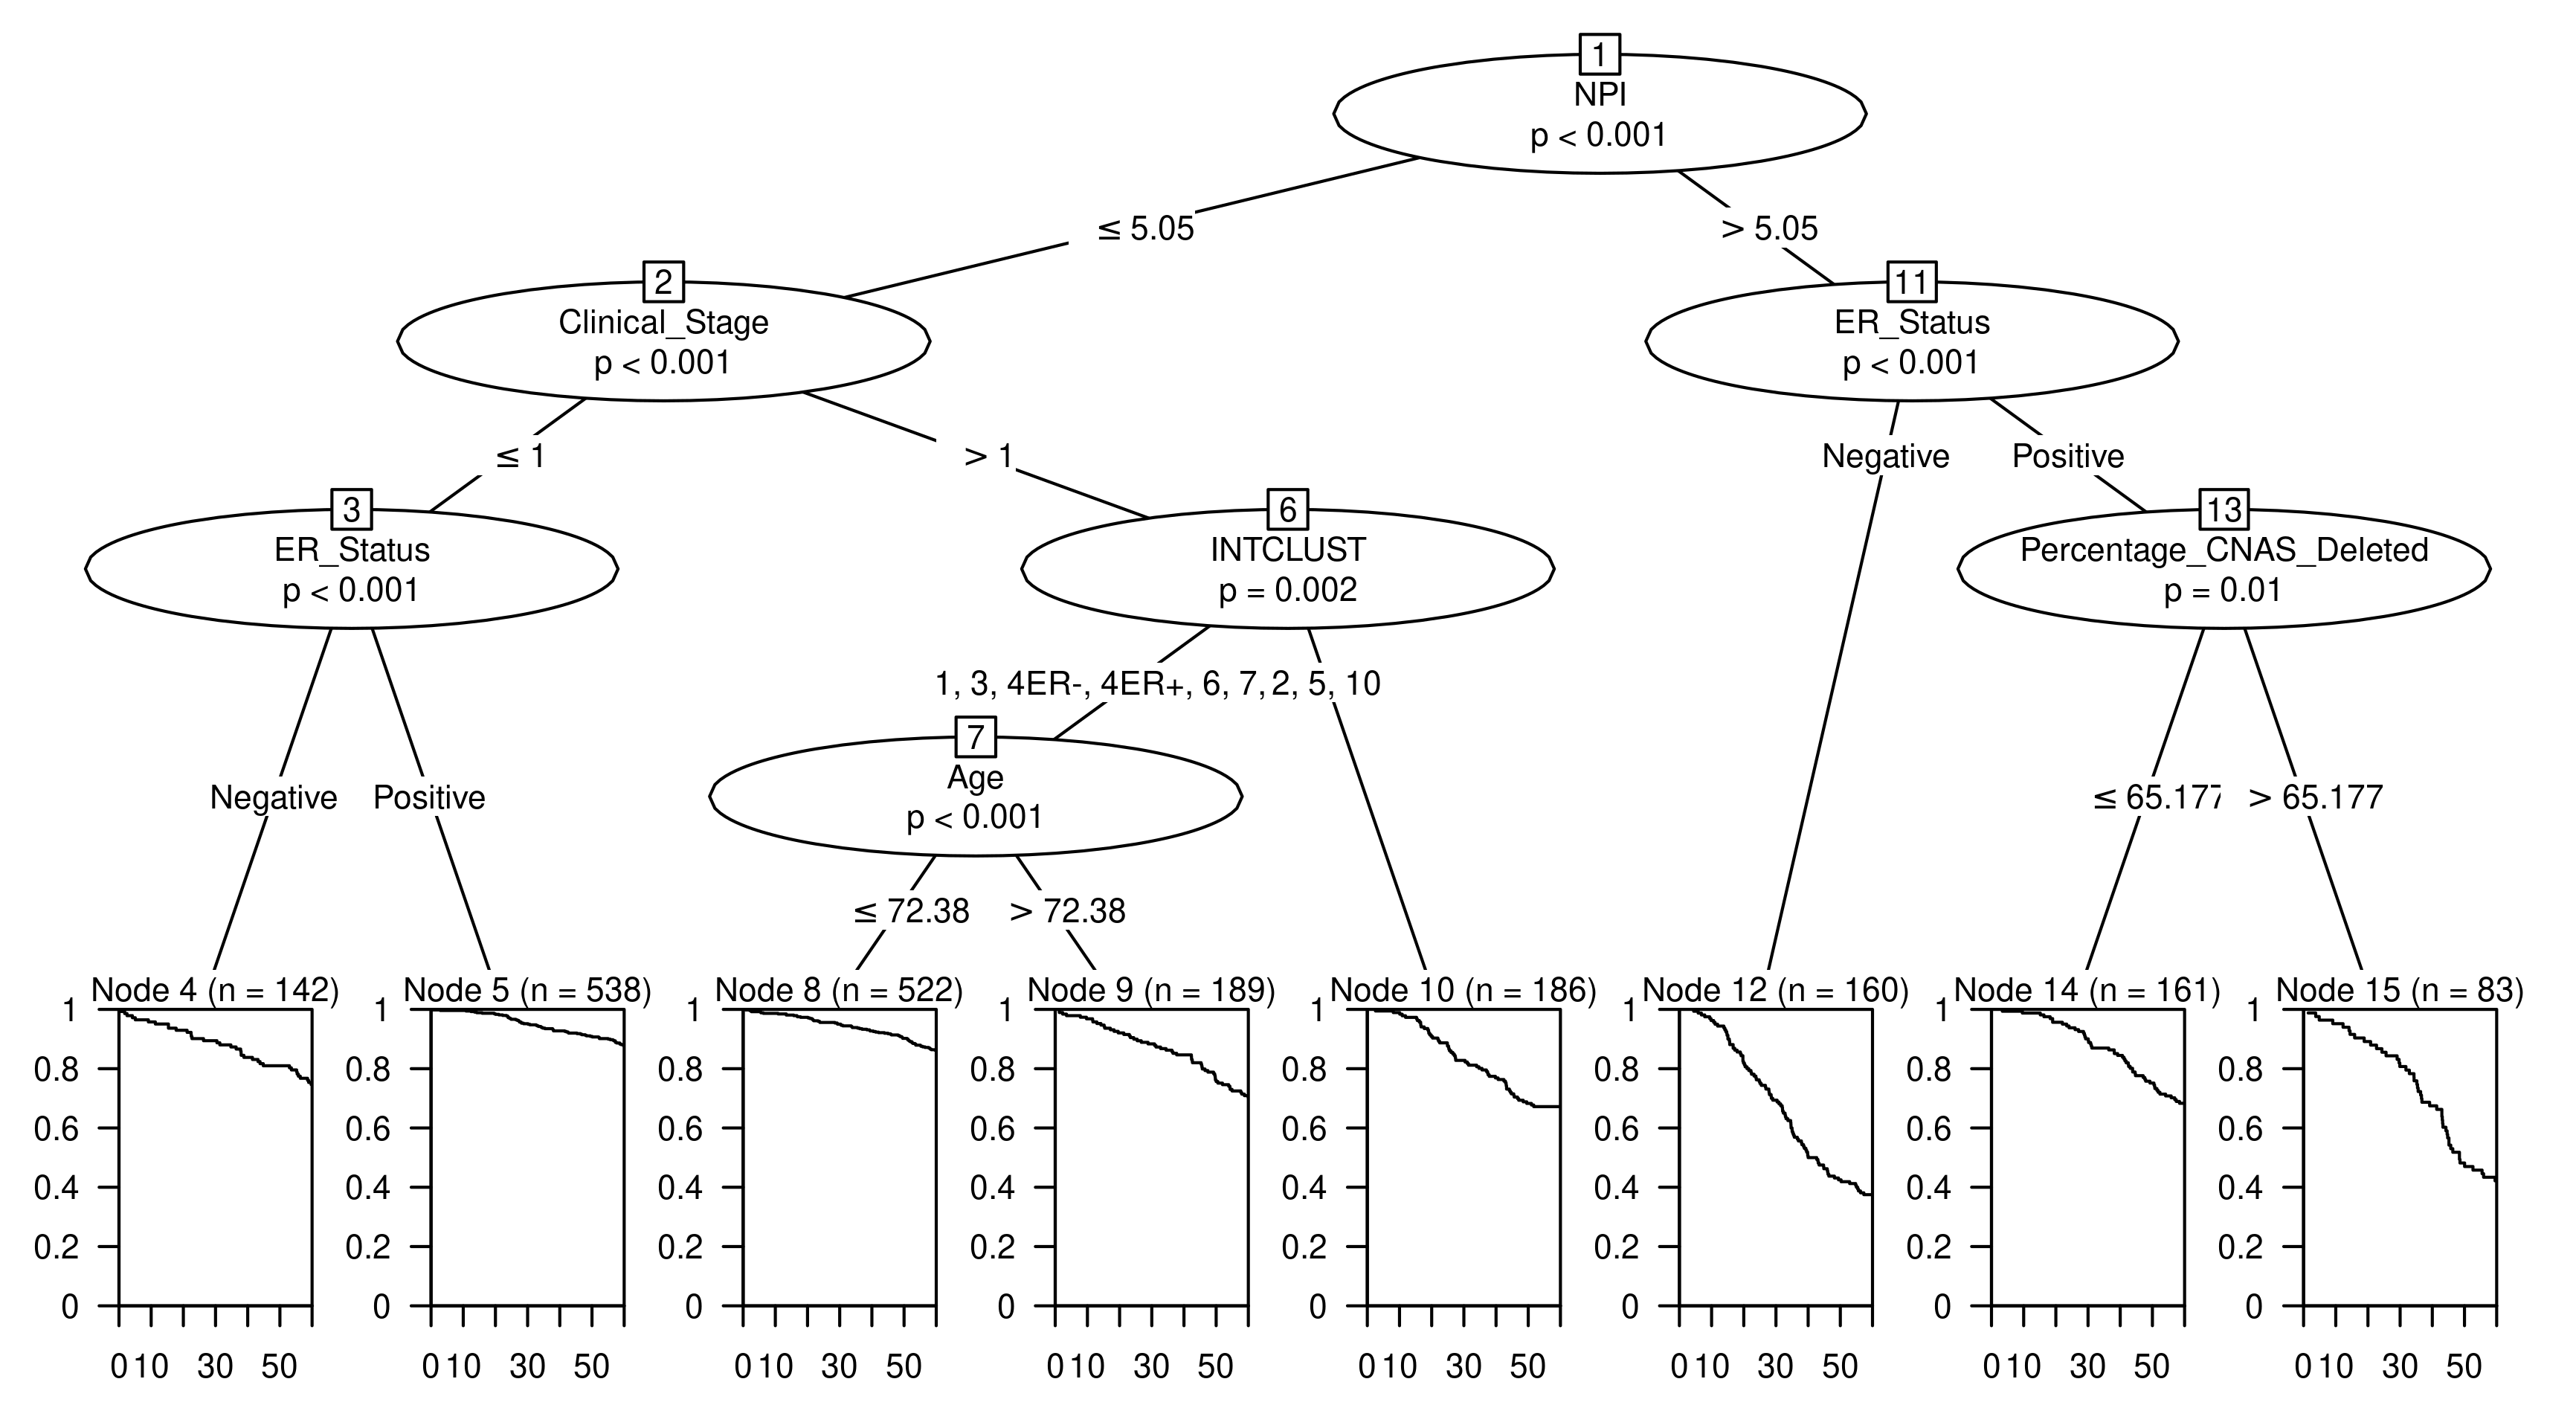 1
NPI
p < 0.001
≤ 5.05
> 5.05
2
Clinical_Stage
p < 0.001
11
ER_Status
p < 0.001
≤ 1
> 1
Negative
Positive
3
ER_Status
p < 0.001
6
INTCLUST
p = 0.002
13
Percentage_CNAS_Deleted
p = 0.01
1, 3, 4ER-, 4ER+, 6, 7, 2, 5, 10
7
Age
p < 0.001
Negative
Positive
≤ 65.177
> 65.177
≤ 72.38
> 72.38
Node 4 (n = 142)
1
0.8
0.6
0.4
0.2
0
0 10 30 50
Node 5 (n = 538)
1
0.8
0.6
0.4
0.2
0
0 10 30 50
Node 8 (n = 522)
1
0.8
0.6
0.4
0.2
0
0 10 30 50
Node 9 (n = 189)
1
0.8
0.6
0.4
0.2
0
0 10 30 50
Node 10 (n = 186)
1
0.8
0.6
0.4
0.2
0
0 10 30 50
Node 12 (n = 160)
1
0.8
0.6
0.4
0.2
0
0 10 30 50
Node 14 (n = 161)
1
0.8
0.6
0.4
0.2
0
0 10 30 50
Node 15 (n = 83)
1
0.8
0.6
0.4
0.2
0
0 10 30 50